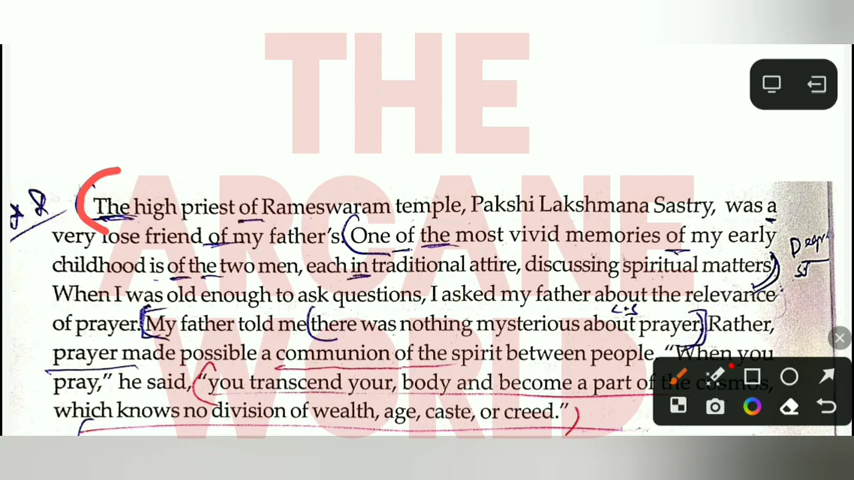 THE
ARCANE
WORLD
The high priest of Rameswaram temple, Pakshi Lakshmana Sastry, was a
very lose friend of my father's. One of the most vivid memories of my early
childhood is of the two men, each in traditional attire, discussing spiritual matters
When I was old enough to ask questions, I asked my father about the relevance
of prayer. My father told me there was nothing mysterious about prayer. Rather,
prayer made possible a communion of the spirit between people. "When you
pray," he said, "you transcend your, body and become a part of the cosmos,
which knows no division of wealth, age, caste, or creed."